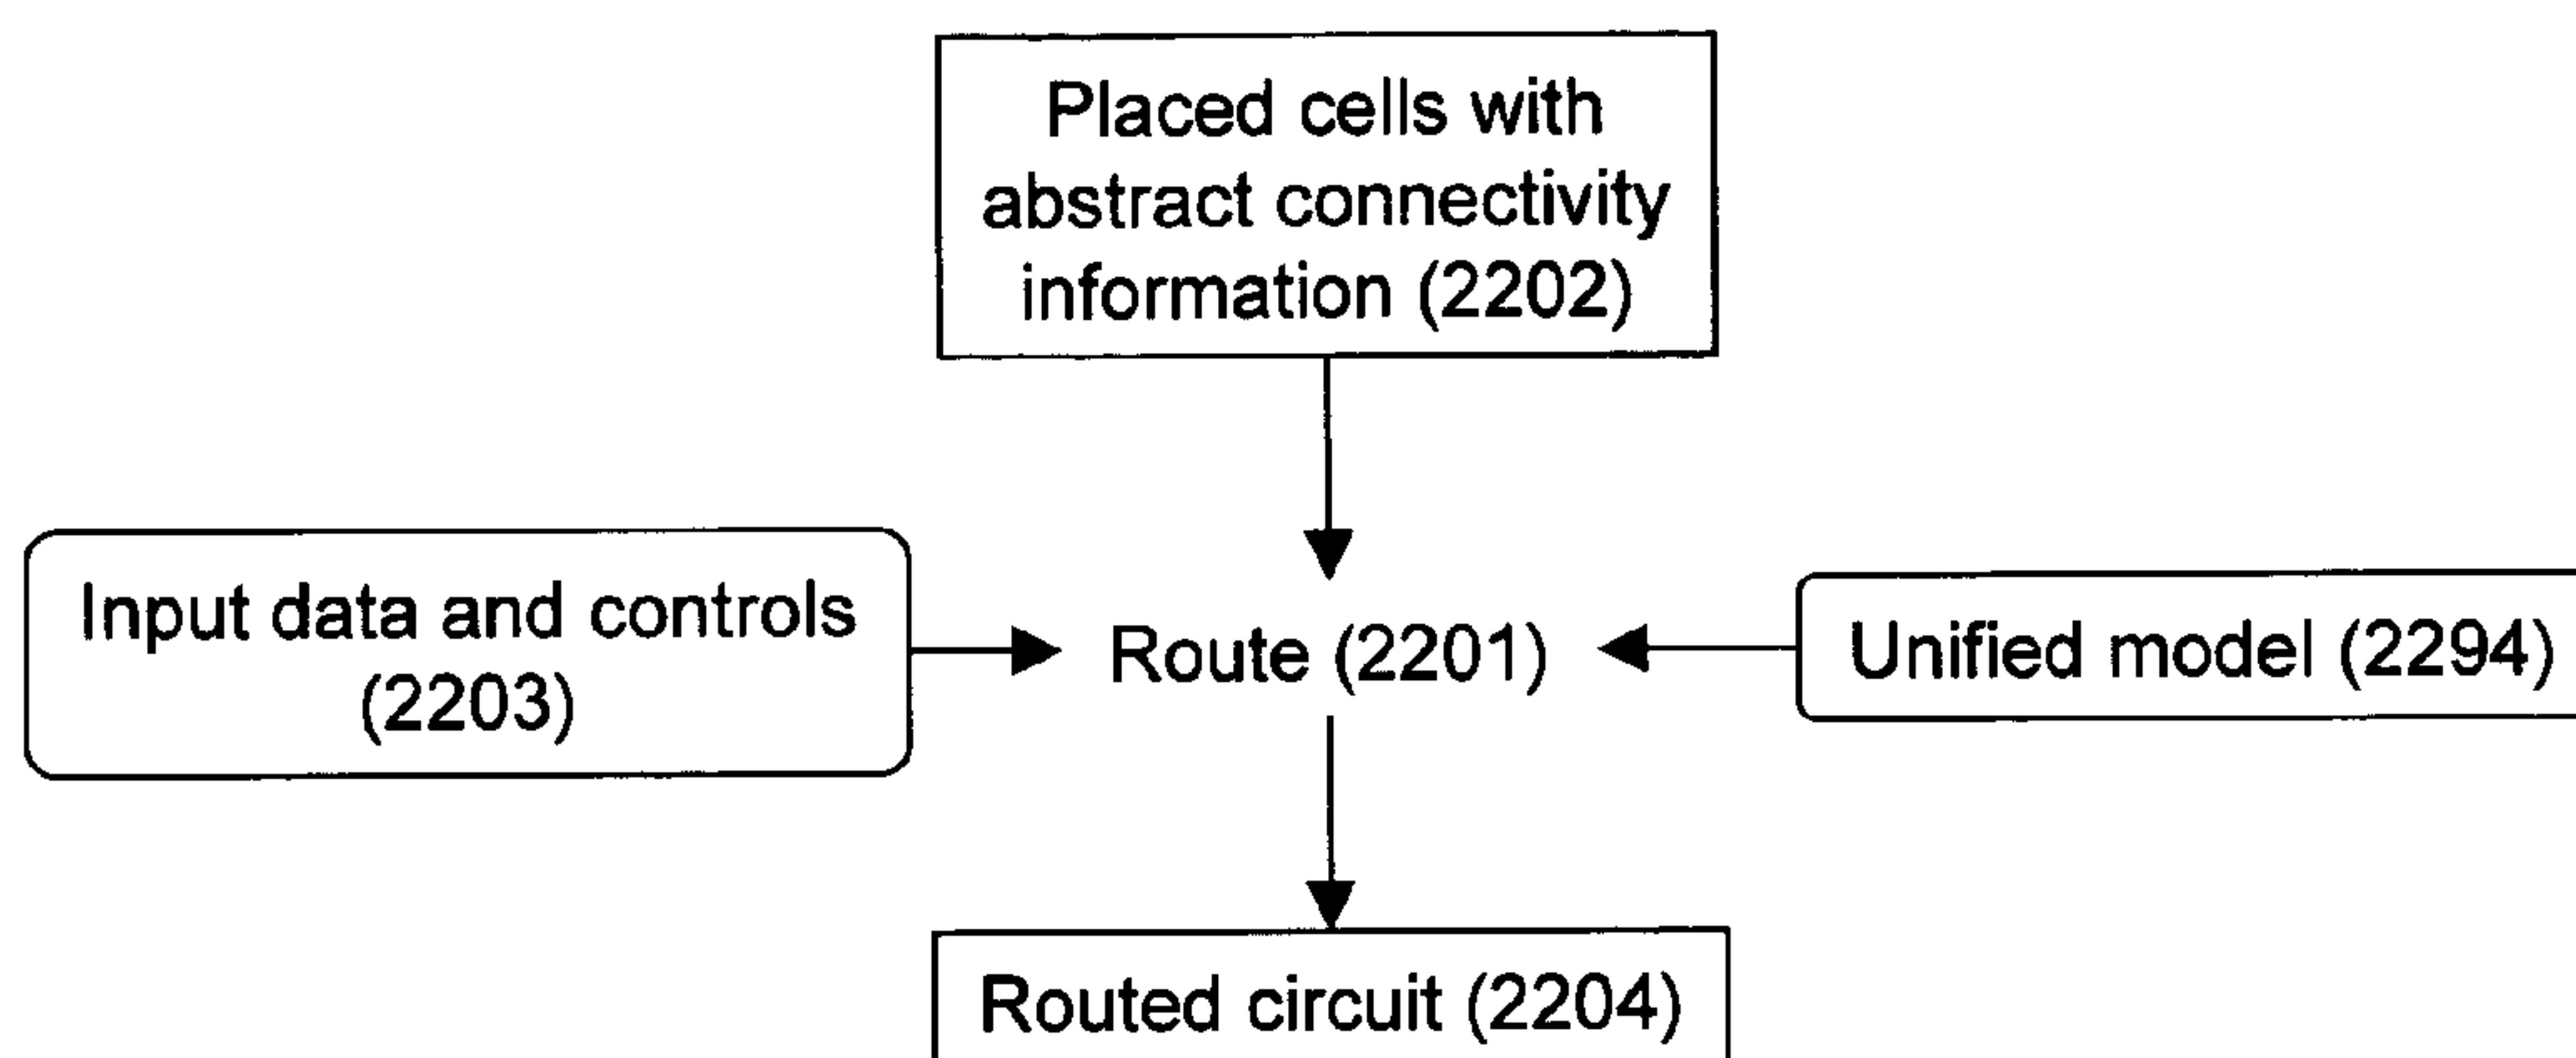 Placed cells with
abstract connectivity
information (2202)
Input data and controls
(2203)
Route (2201)
Unified model (2294)
Routed circuit (2204)